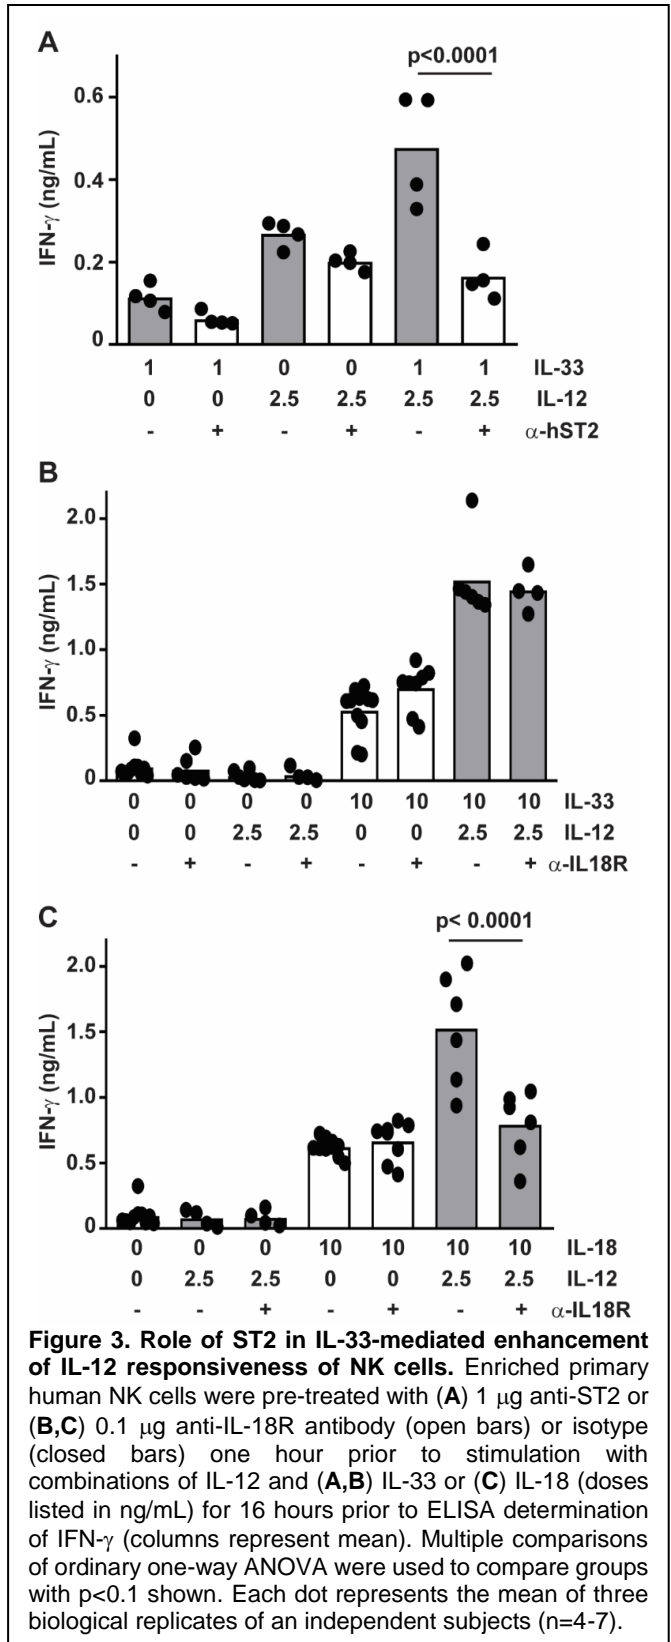 A
p<0.0001
0.6
0.4
0.2
0
IFN-γ (ng/mL)
1 1 0 0 1 1 IL-33
0 0 2.5 2.5 2.5 2.5 IL-12
- + - + - + α-hST2
B
2.0
1.5
1.0
0.5
0
IFN-γ (ng/mL)
0 0 0 0 10 10 10 10 IL-33
0 0 2.5 2.5 0 0 2.5 2.5 IL-12
- + - + - + - + α-IL18R
C
p< 0.0001
2.0
1.5
1.0
0.5
0
IFN-γ (ng/mL)
0 0 0 10 10 10 10 IL-18
0 2.5 2.5 0 0 2.5 2.5 IL-12
- - + - + - + α-IL18R
Figure 3. Role of ST2 in IL-33-mediated enhancement
of IL-12 responsiveness of NK cells. Enriched primary
human NK cells were pre-treated with (A) 1 μg anti-ST2 or
(B,C) 0.1 μg anti-IL-18R antibody (open bars) or isotype
(closed bars) one hour prior to stimulation with
combinations of IL-12 and (A,B) IL-33 or (C) IL-18 (doses
listed in ng/mL) for 16 hours prior to ELISA determination
of IFN-γ (columns represent mean). Multiple comparisons
of ordinary one-way ANOVA were used to compare groups
with p<0.1 shown. Each dot represents the mean of three
biological replicates of an independent subjects (n=4-7).